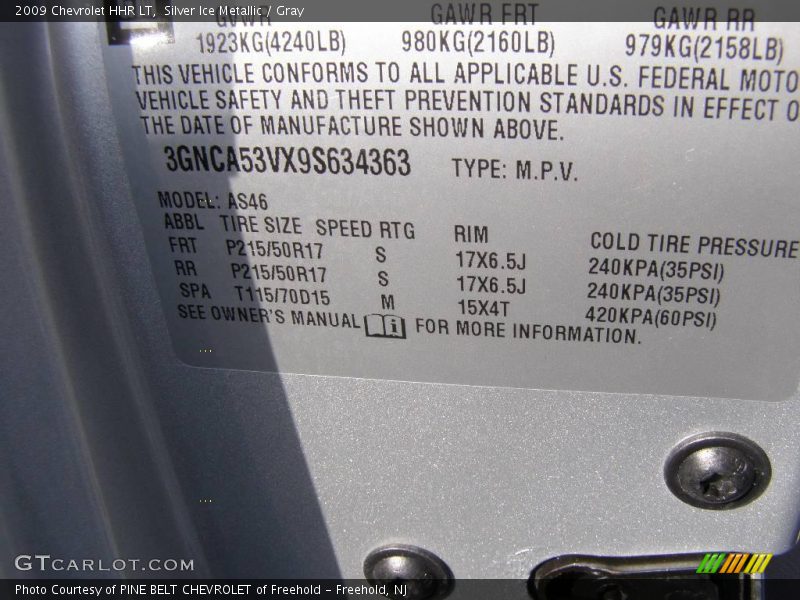 2009 Chevrolet HHR LT, Silver Ice Metallic / Gray
GVWR GAWR FRT GAWR RR
1923KG(4240LB) 980KG(2160LB) 979KG(2158LB)
THIS VEHICLE CONFORMS TO ALL APPLICABLE U.S. FEDERAL MOTO
VEHICLE SAFETY AND THEFT PREVENTION STANDARDS IN EFFECT O
THE DATE OF MANUFACTURE SHOWN ABOVE.
3GNCA53VX9S634363 TYPE: M.P.V.
MODEL: AS46
ABBL TIRE SIZE SPEED RTG RIM COLD TIRE PRESSURE
FRT P215/50R17 S 17X6.5J 240KPA(35PSI)
RR P215/50R17 S 17X6.5J 240KPA(35PSI)
SPA T115/70D15 M 15X4T 420KPA(60PSI)
SEE OWNER'S MANUAL FOR MORE INFORMATION.
GTCARLOT.COM
Photo Courtesy of PINE BELT CHEVROLET of Freehold - Freehold, NJ